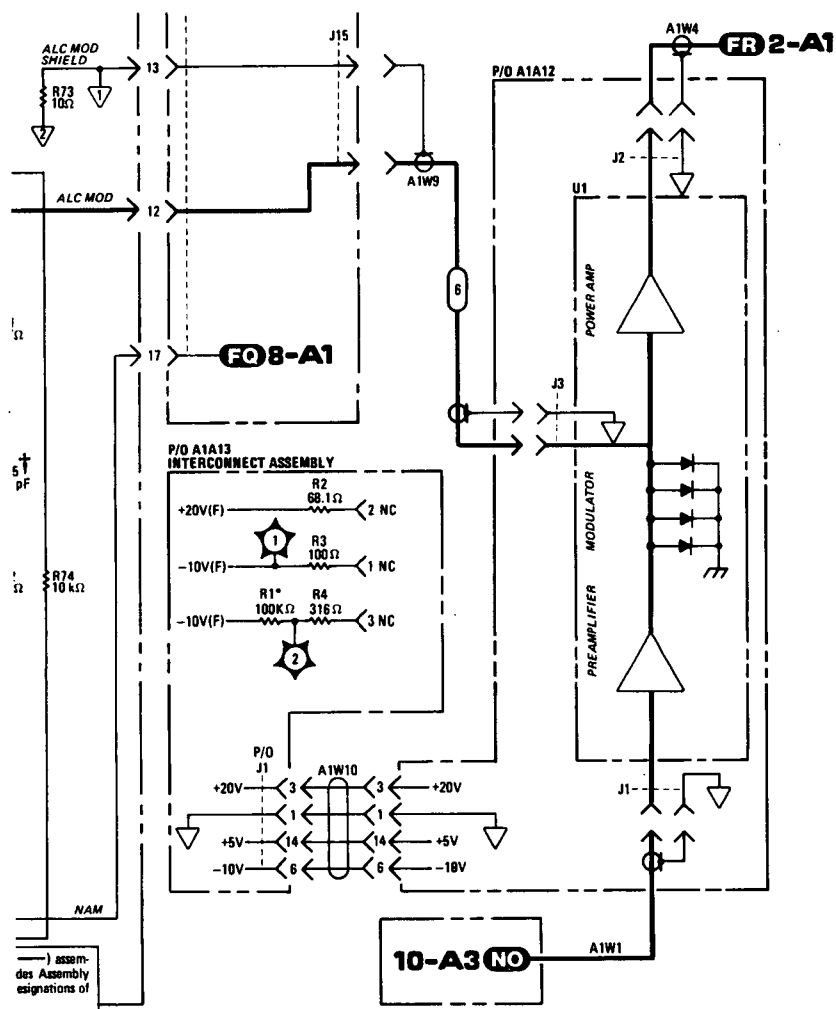 ALC MOD
SHIELD
13
J15
R73
10Ω
1
2
ALC MOD
12
A1W9
6
17
FQ 8-A1
A1W4
FR 2-A1
P/O A1A12
J2
U1
POWER AMP
J3
MODULATOR
PREAMPLIFIER
Ω
5†
pF
Ω
R74
10 kΩ
P/O A1A13
INTERCONNECT ASSEMBLY
R2
68.1Ω
+20V(F)
2 NC
1
R3
100Ω
-10V(F)
1 NC
R1*
100KΩ
R4
316Ω
-10V(F)
3 NC
2
P/O
J1
A1W10
+20V 3 3 +20V
1 1
+5V 14 14 +5V
-10V 6 6 -18V
J1
NAM
10-A3 NO
A1W1
) assem-
des Assembly
esignations of